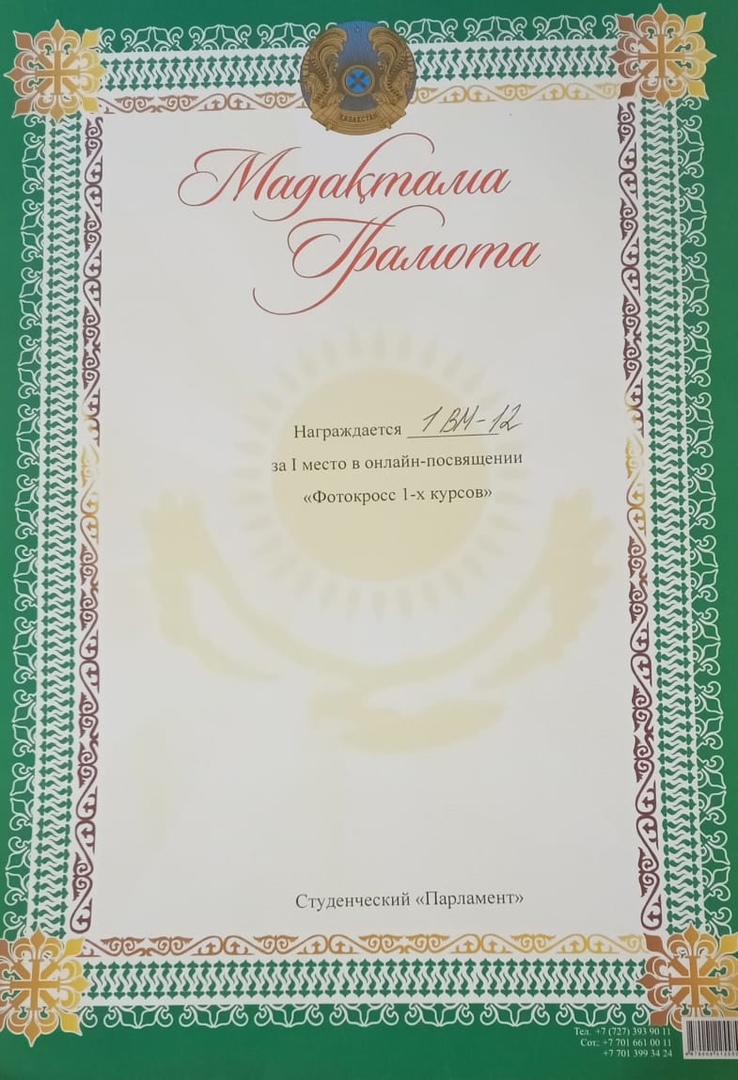 ҚАЗАҚСТАН
Мадақтама
Грамота
Награждается 1 ВМ-12
за I место в онлайн-посвящении
«Фотокросс 1-х курсов»
Студенческий «Парламент»
Тел. +7 (727) 393 90 11
Сот.: +7 701 661 00 11
+7 701 399 34 24